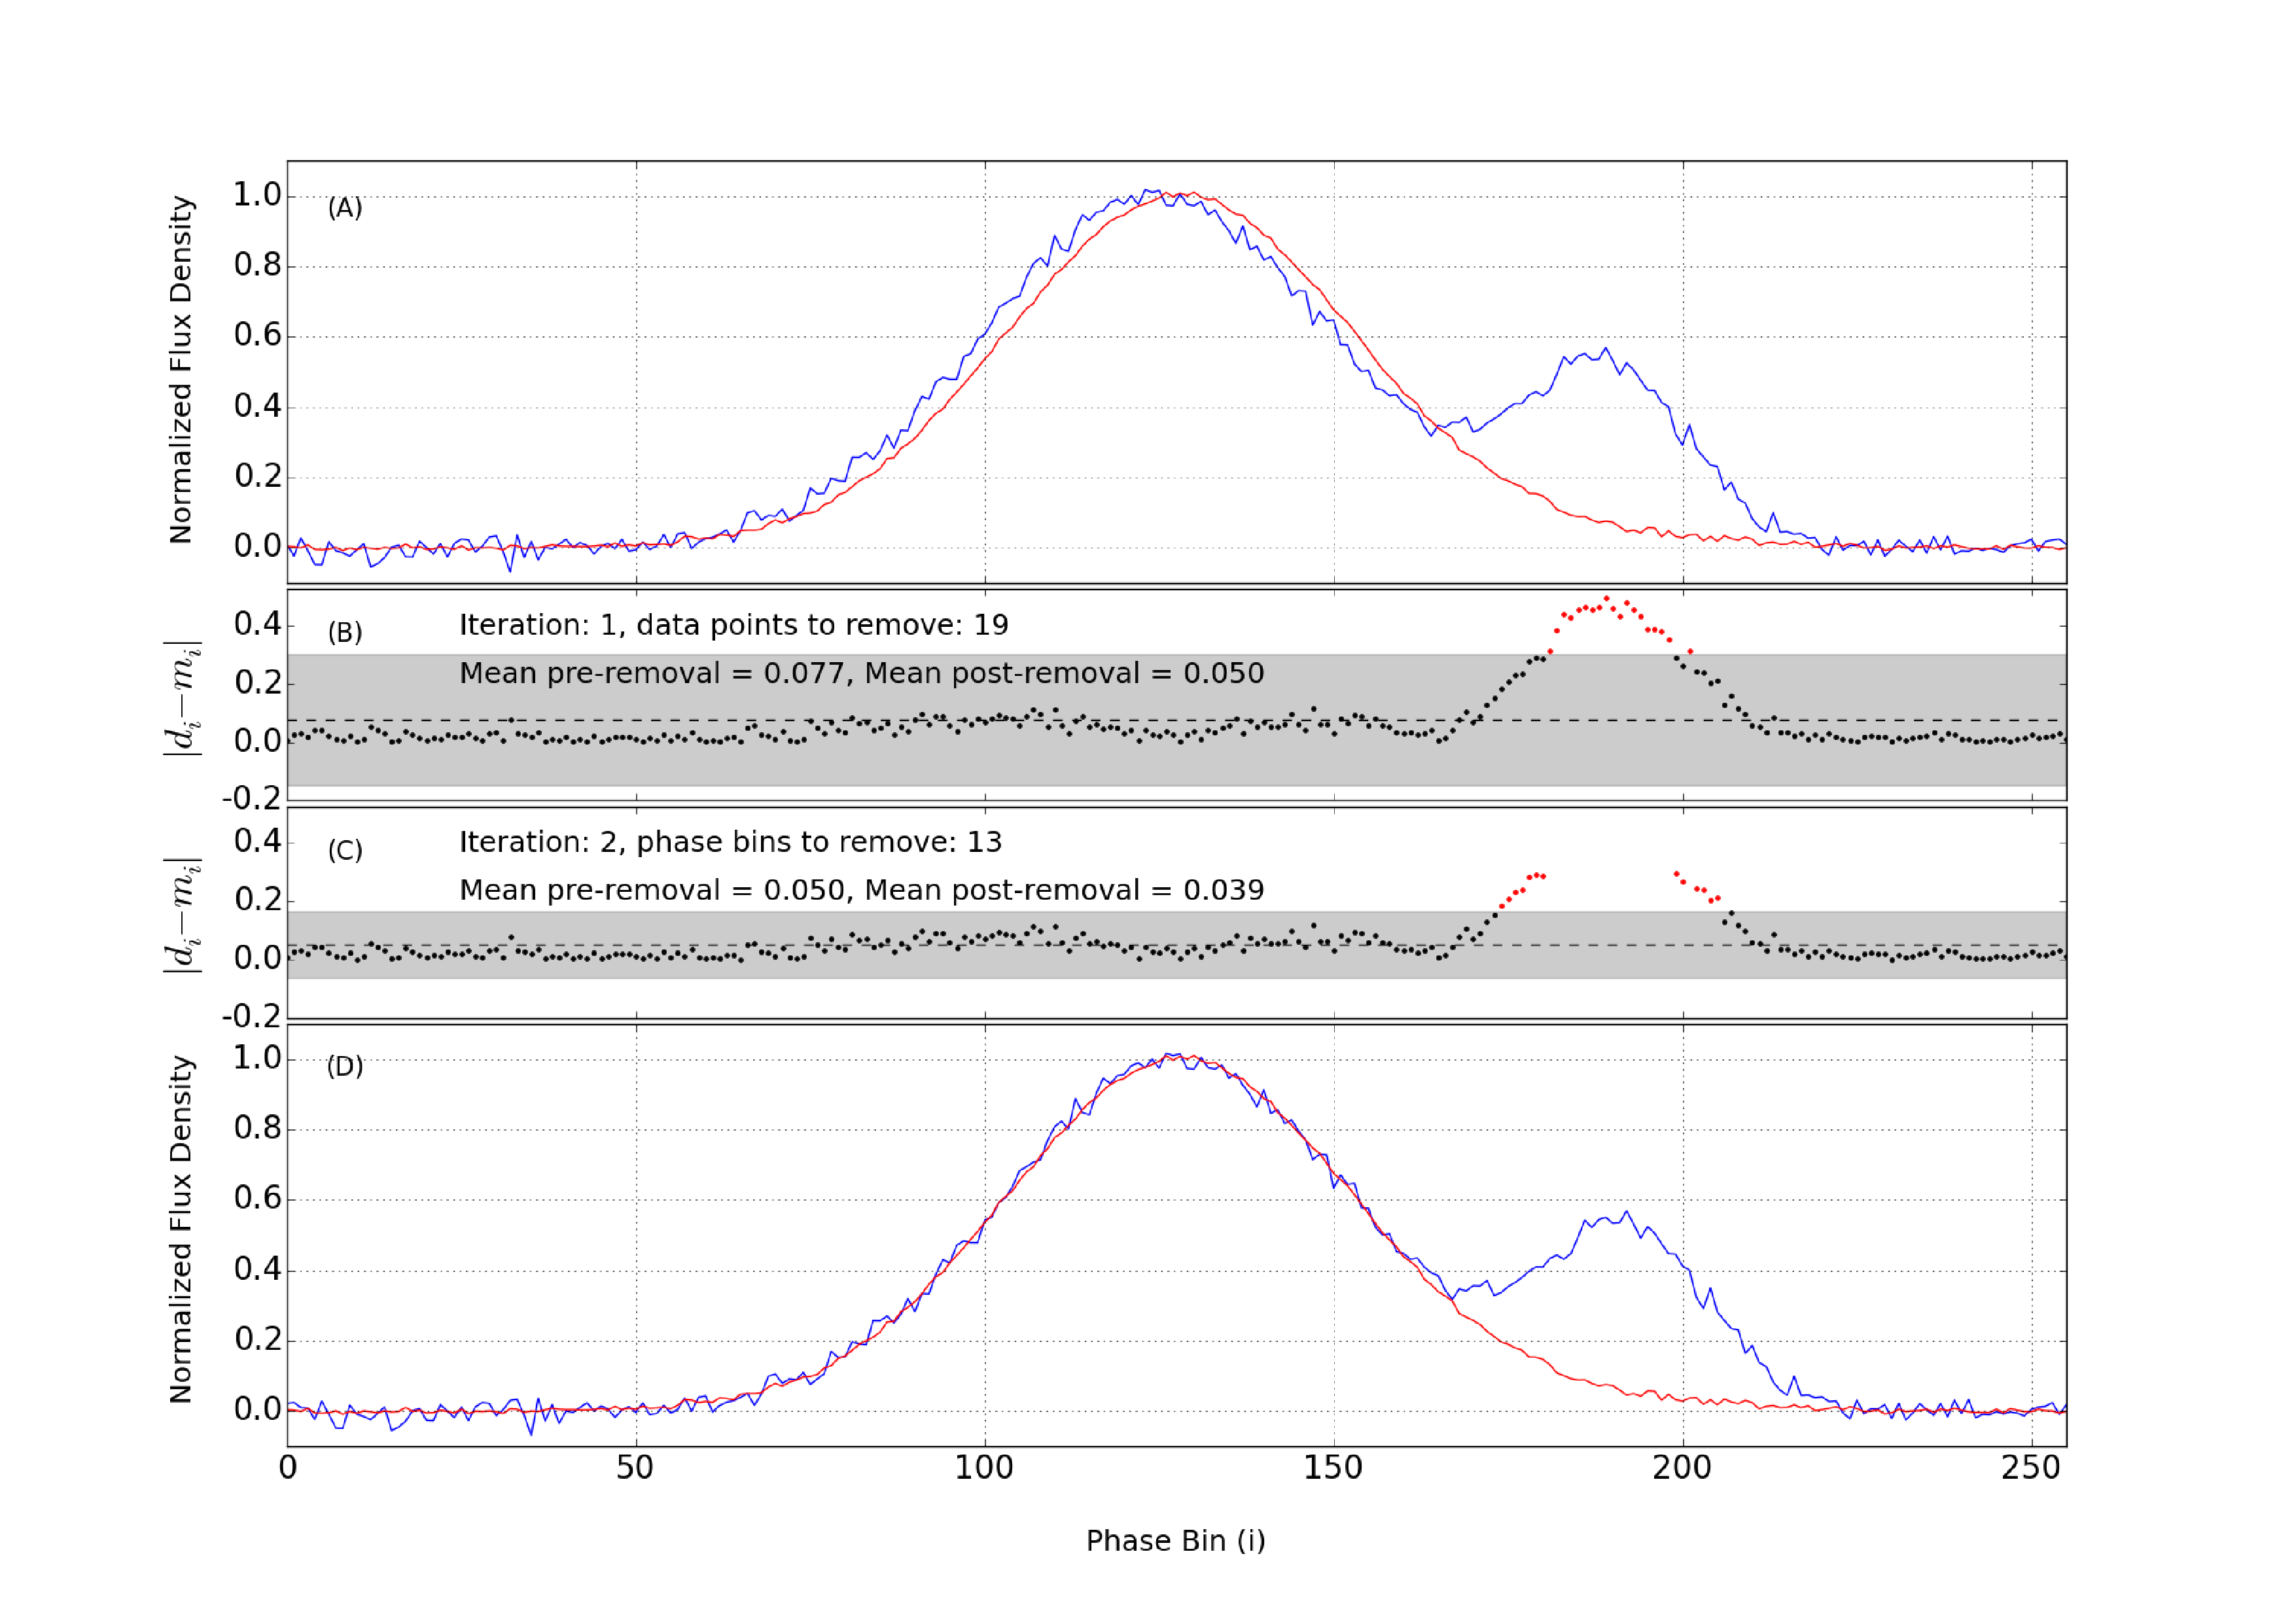 Normalized Flux Density
1.0
0.8
0.6
0.4
0.2
0.0
(A)
|d_i−m_i|
0.4
0.2
0.0
-0.2
(B)
Iteration: 1, data points to remove: 19
Mean pre-removal = 0.077, Mean post-removal = 0.050
|d_i−m_i|
0.4
0.2
0.0
-0.2
(C)
Iteration: 2, phase bins to remove: 13
Mean pre-removal = 0.050, Mean post-removal = 0.039
Normalized Flux Density
1.0
0.8
0.6
0.4
0.2
0.0
(D)
0 50 100 150 200 250
Phase Bin (i)